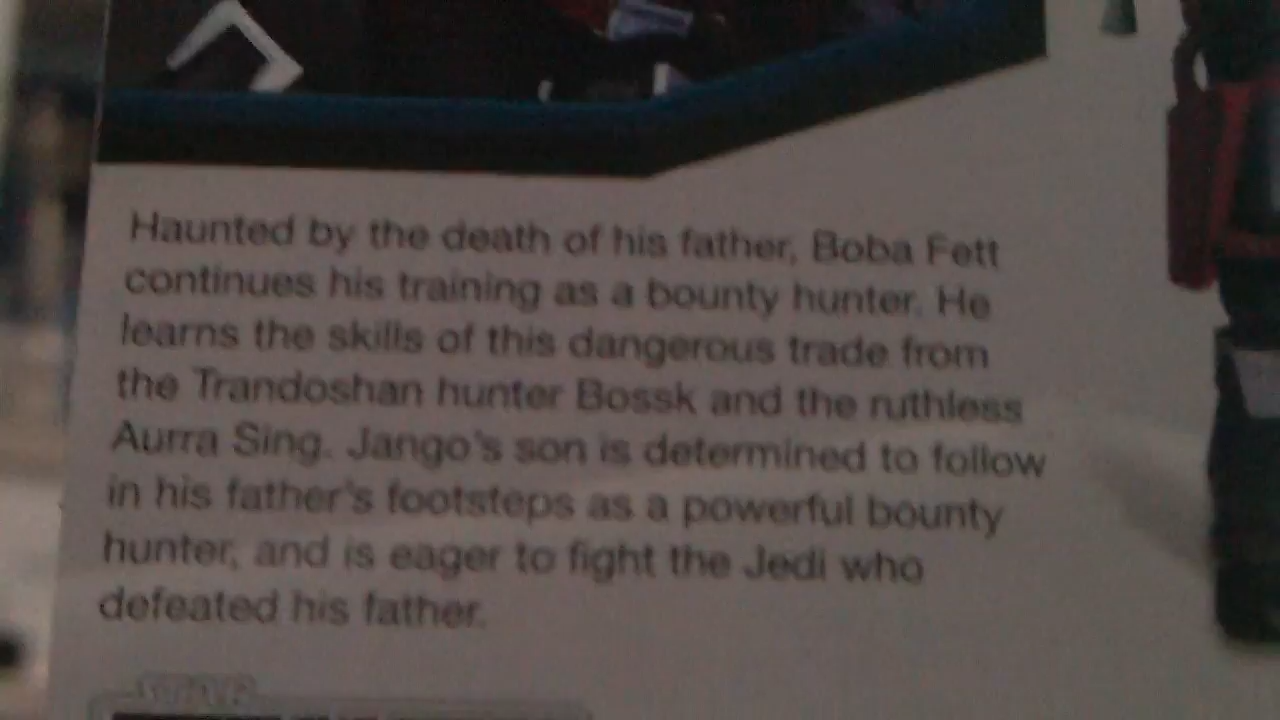 Haunted by the death of his father, Boba Fett
continues his training as a bounty hunter. He
learns the skills of this dangerous trade from
the Trandoshan hunter Bossk and the ruthless
Aurra Sing. Jango's son is determined to follow
in his father's footsteps as a powerful bounty
hunter, and is eager to fight the Jedi who
defeated his father.
STAR